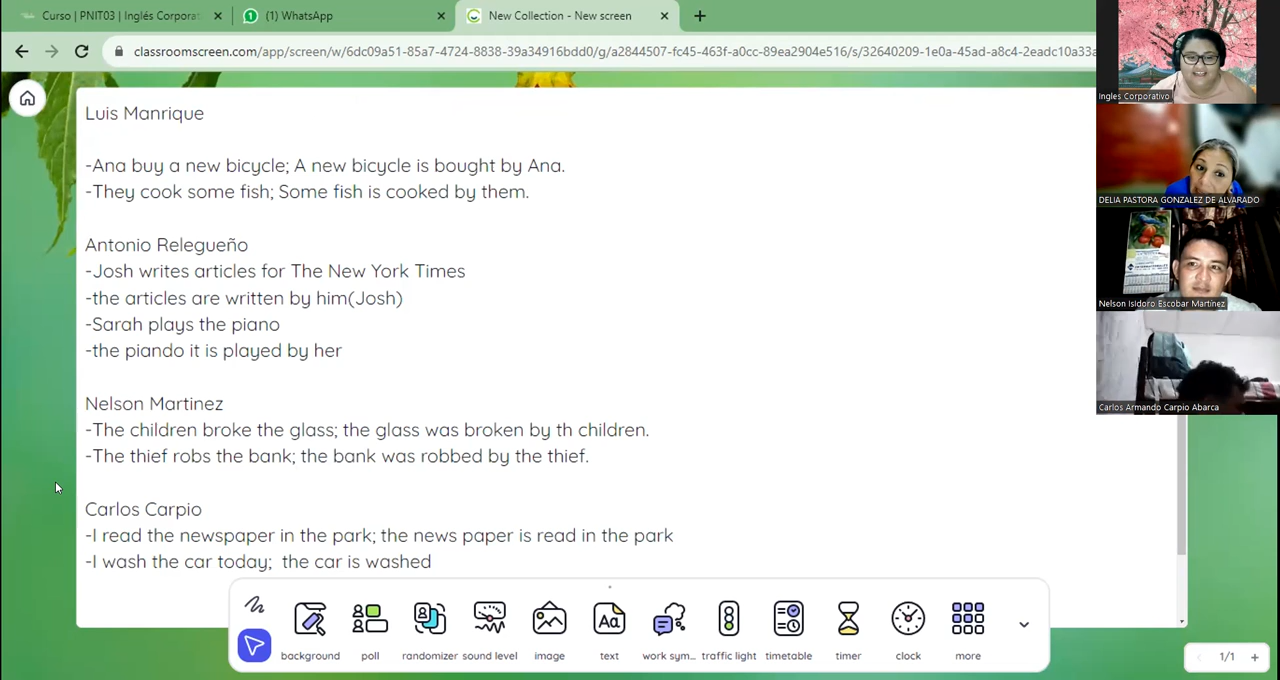 Curso | PNIT03 | Inglés Corporat
(1) WhatsApp
New Collection - New screen
classroomscreen.com/app/screen/w/6dc09a51-85a7-4724-8838-39a34916bdd0/g/a2844507-fc45-463f-a0cc-89ea2904e516/s/32640209-1e0a-45ad-a8c4-2eadc10a33a
Luis Manrique
-Ana buy a new bicycle; A new bicycle is bought by Ana.
-They cook some fish; Some fish is cooked by them.
Antonio Relegueño
-Josh writes articles for The New York Times
-the articles are written by him(Josh)
-Sarah plays the piano
-the piando it is played by her
Nelson Martinez
-The children broke the glass; the glass was broken by th children.
-The thief robs the bank; the bank was robbed by the thief.
Carlos Carpio
-I read the newspaper in the park; the news paper is read in the park
-I wash the car today;  the car is washed
Ingles Corporativo
DELIA PASTORA GONZALEZ DE ALVARADO
Nelson Isidoro Escobar Martinez
Carlos Armando Carpio Abarca
background
poll
randomizer
sound level
image
Aa
text
work sym...
traffic light
timetable
timer
clock
more
1/1